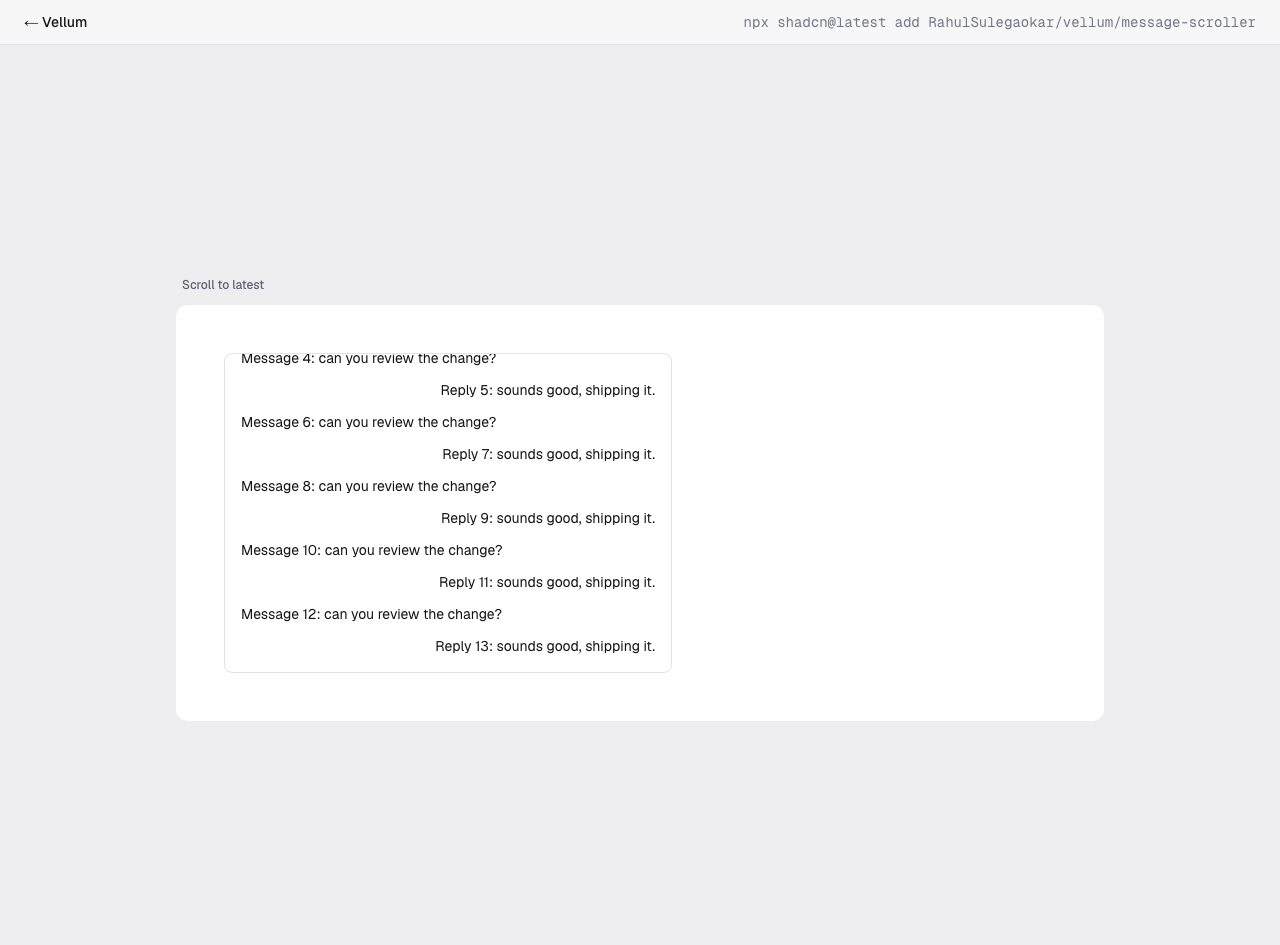 ← Vellum
npx shadcn@latest add RahulSulegaokar/vellum/message-scroller
Scroll to latest
Message 4: can you review the change?
Reply 5: sounds good, shipping it.
Message 6: can you review the change?
Reply 7: sounds good, shipping it.
Message 8: can you review the change?
Reply 9: sounds good, shipping it.
Message 10: can you review the change?
Reply 11: sounds good, shipping it.
Message 12: can you review the change?
Reply 13: sounds good, shipping it.